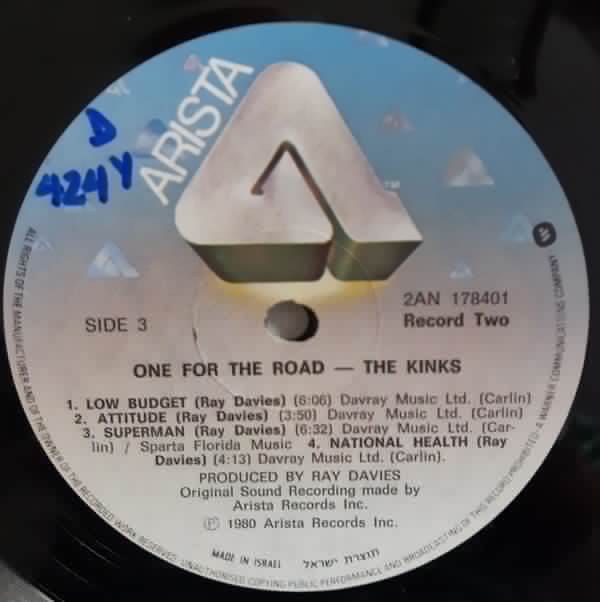 D
424Y
ARISTA
TM
SIDE 3
2AN 178401
Record Two
ONE FOR THE ROAD — THE KINKS
1. LOW BUDGET (Ray Davies) (6:06) Davray Music Ltd. (Carlin)
2. ATTITUDE (Ray Davies) (3:50) Davray Music Ltd. (Carlin)
3. SUPERMAN (Ray Davies) (6:32) Davray Music Ltd. (Car-
lin) / Sparta Florida Music 4. NATIONAL HEALTH (Ray
Davies) (4:13) Davray Music Ltd. (Carlin).
PRODUCED BY RAY DAVIES
Original Sound Recording made by
Arista Records Inc.
Ⓟ 1980 Arista Records Inc.
MADE IN ISRAEL תוצרת ישראל
ALL RIGHTS OF THE MANUFACTURER AND OF THE OWNER OF THE RECORDED WORK RESERVED · UNAUTHORISED COPYING PUBLIC PERFORMANCE AND BROADCASTING OF THIS RECORD PROHIBITED · A WARNER COMMUNICATIONS COMPANY